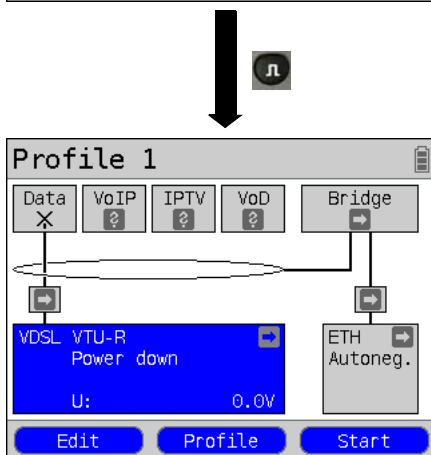 Profile 1
Data VoIP IPTV VoD Bridge
? ? ?
VDSL VTU-R
Power down
U: 0.0V
ETH
Autoneg.
Edit Profile Start